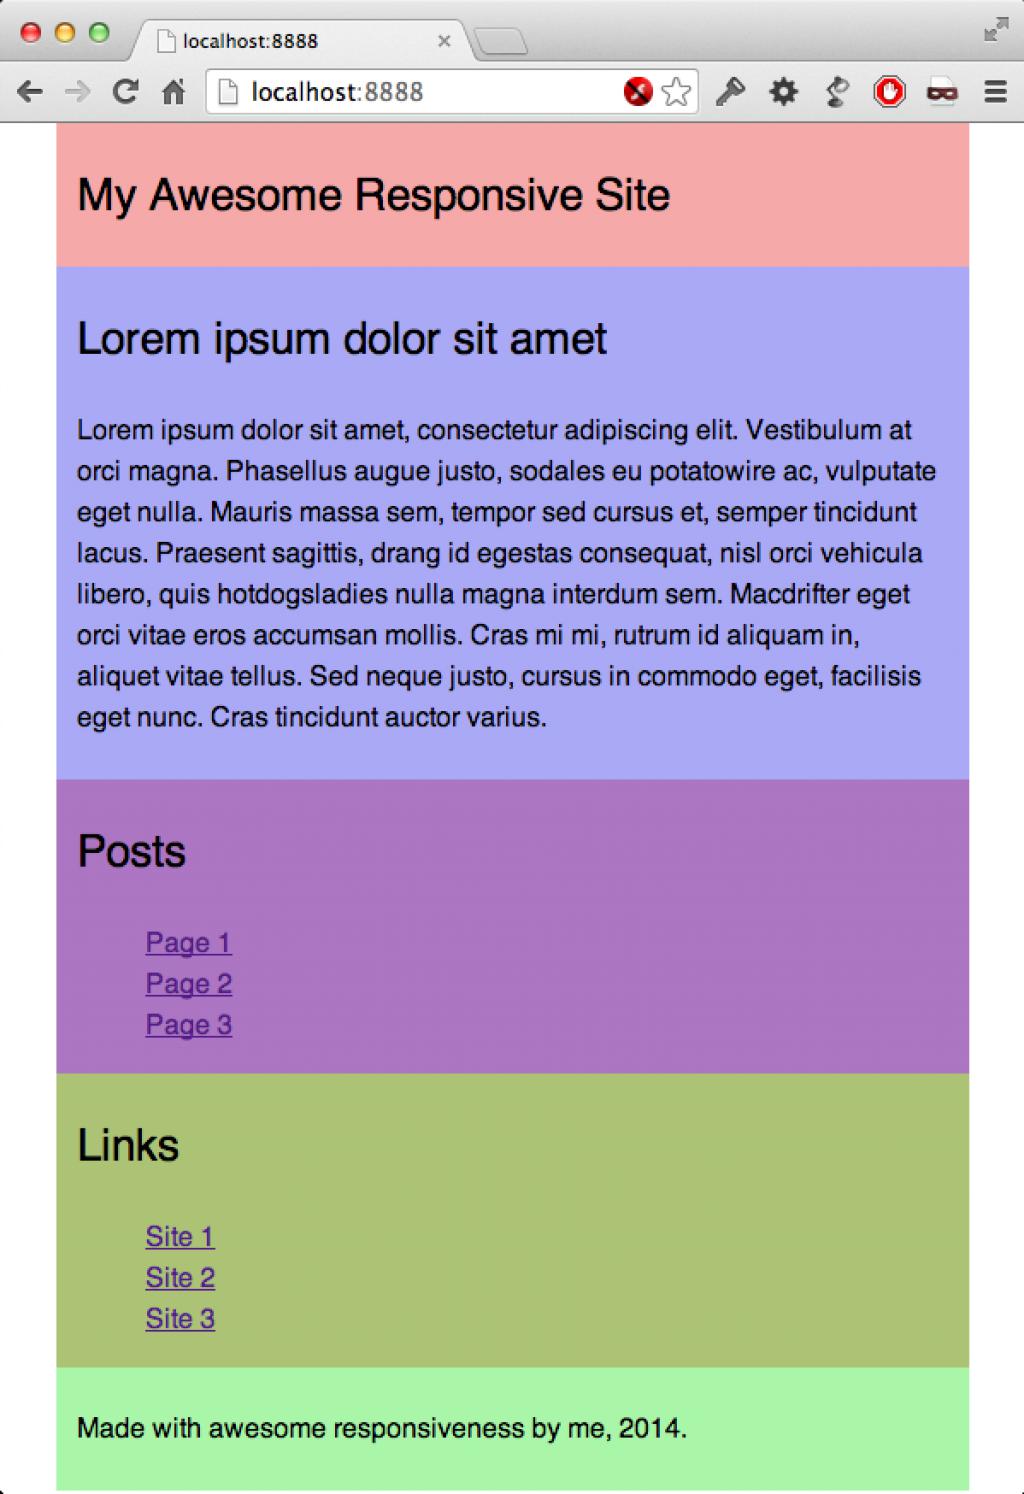 localhost:8888
localhost:8888
My Awesome Responsive Site
Lorem ipsum dolor sit amet
Lorem ipsum dolor sit amet, consectetur adipiscing elit. Vestibulum at
orci magna. Phasellus augue justo, sodales eu potatowire ac, vulputate
eget nulla. Mauris massa sem, tempor sed cursus et, semper tincidunt
lacus. Praesent sagittis, drang id egestas consequat, nisl orci vehicula
libero, quis hotdogsladies nulla magna interdum sem. Macdrifter eget
orci vitae eros accumsan mollis. Cras mi mi, rutrum id aliquam in,
aliquet vitae tellus. Sed neque justo, cursus in commodo eget, facilisis
eget nunc. Cras tincidunt auctor varius.
Posts
Page 1
Page 2
Page 3
Links
Site 1
Site 2
Site 3
Made with awesome responsiveness by me, 2014.